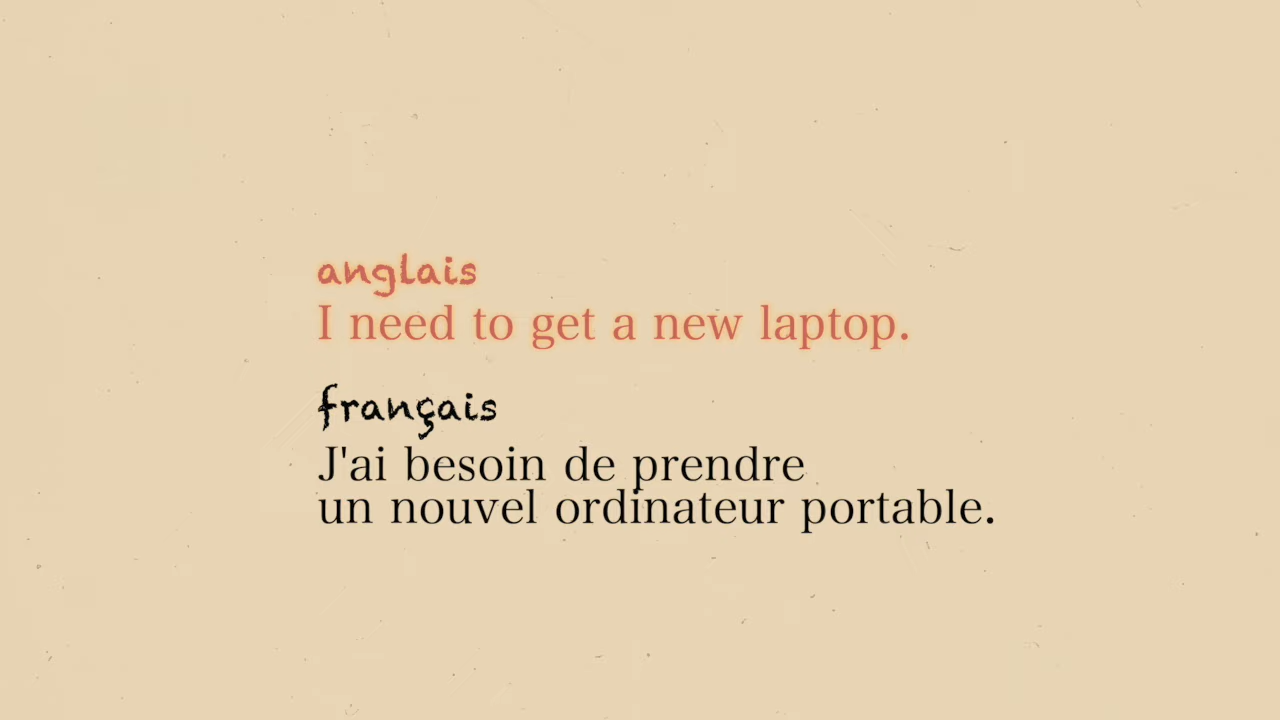 anglais
I need to get a new laptop.
français
J'ai besoin de prendre
un nouvel ordinateur portable.